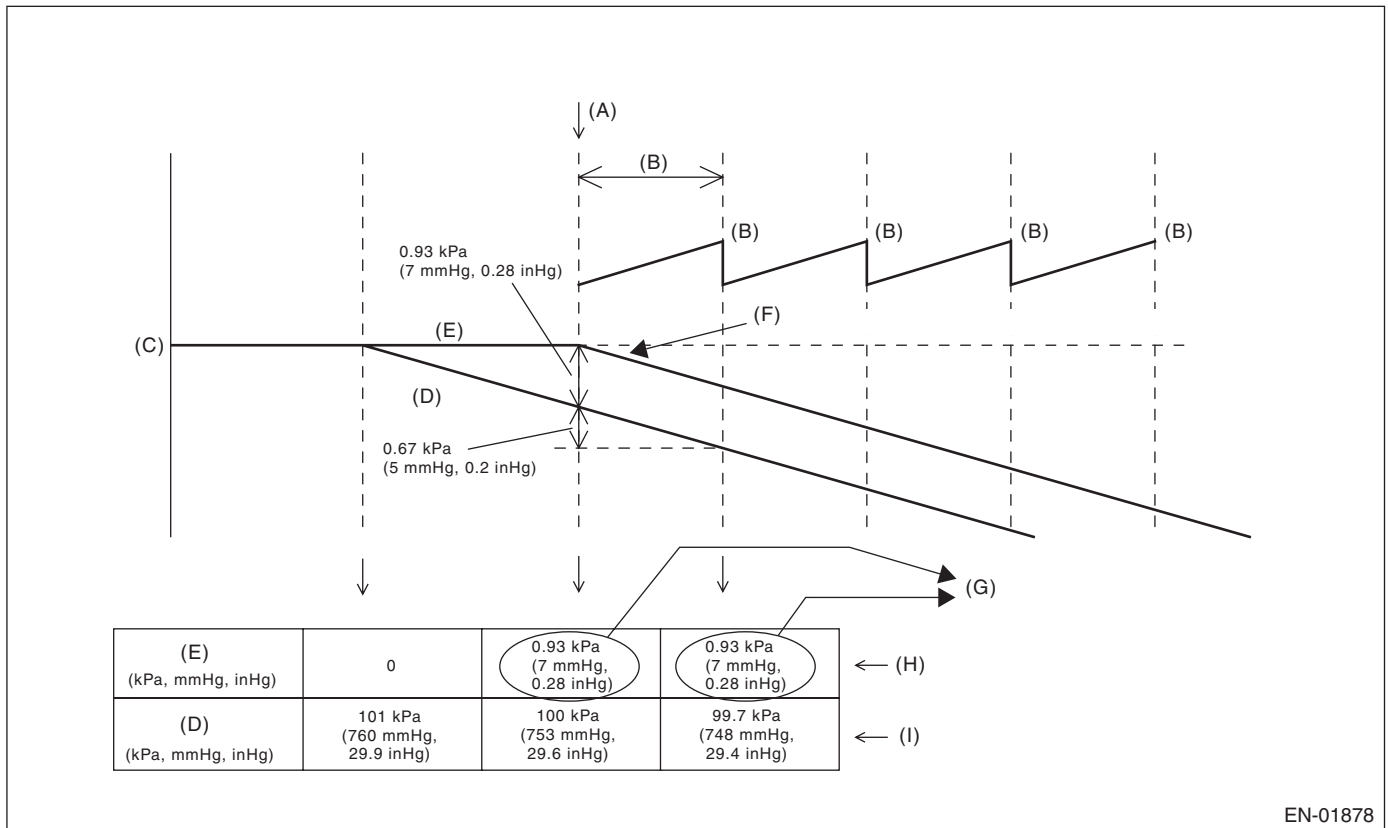 (A)
(B)
0.93 kPa
(7 mmHg, 0.28 inHg)
(B)
(B)
(B)
(B)
(C)
(E)
(F)
(D)
0.67 kPa
(5 mmHg, 0.2 inHg)
(G)
(E)
(kPa, mmHg, inHg)
0
0.93 kPa
(7 mmHg,
0.28 inHg)
0.93 kPa
(7 mmHg,
0.28 inHg)
(H)
(D)
(kPa, mmHg, inHg)
101 kPa
(760 mmHg,
29.9 inHg)
100 kPa
(753 mmHg,
29.6 inHg)
99.7 kPa
(748 mmHg,
29.4 inHg)
(I)
EN-01878